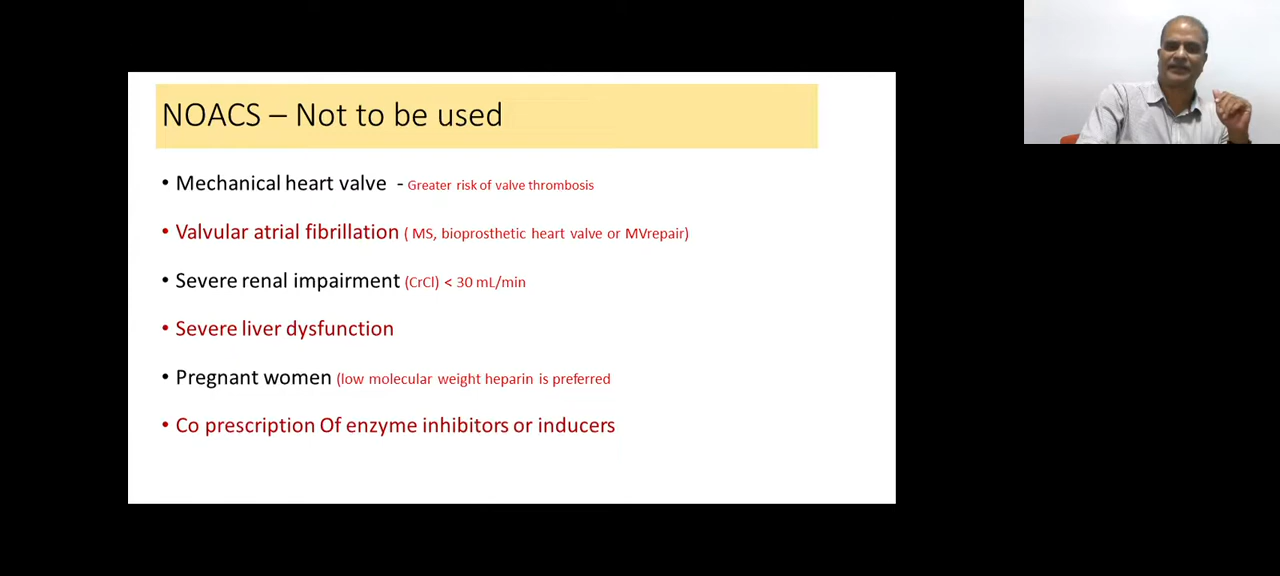 NOACS – Not to be used
• Mechanical heart valve - Greater risk of valve thrombosis
• Valvular atrial fibrillation ( MS, bioprosthetic heart valve or MVrepair)
• Severe renal impairment (CrCl) < 30 mL/min
• Severe liver dysfunction
• Pregnant women (low molecular weight heparin is preferred
• Co prescription Of enzyme inhibitors or inducers